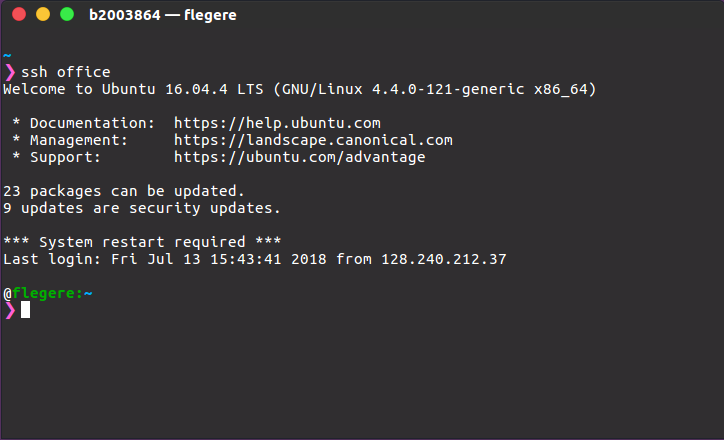 b2003864 — flegere
~
❯ ssh office
Welcome to Ubuntu 16.04.4 LTS (GNU/Linux 4.4.0-121-generic x86_64)
* Documentation:  https://help.ubuntu.com
* Management:     https://landscape.canonical.com
* Support:        https://ubuntu.com/advantage
23 packages can be updated.
9 updates are security updates.
*** System restart required ***
Last login: Fri Jul 13 15:43:41 2018 from 128.240.212.37
@flegere:~
❯